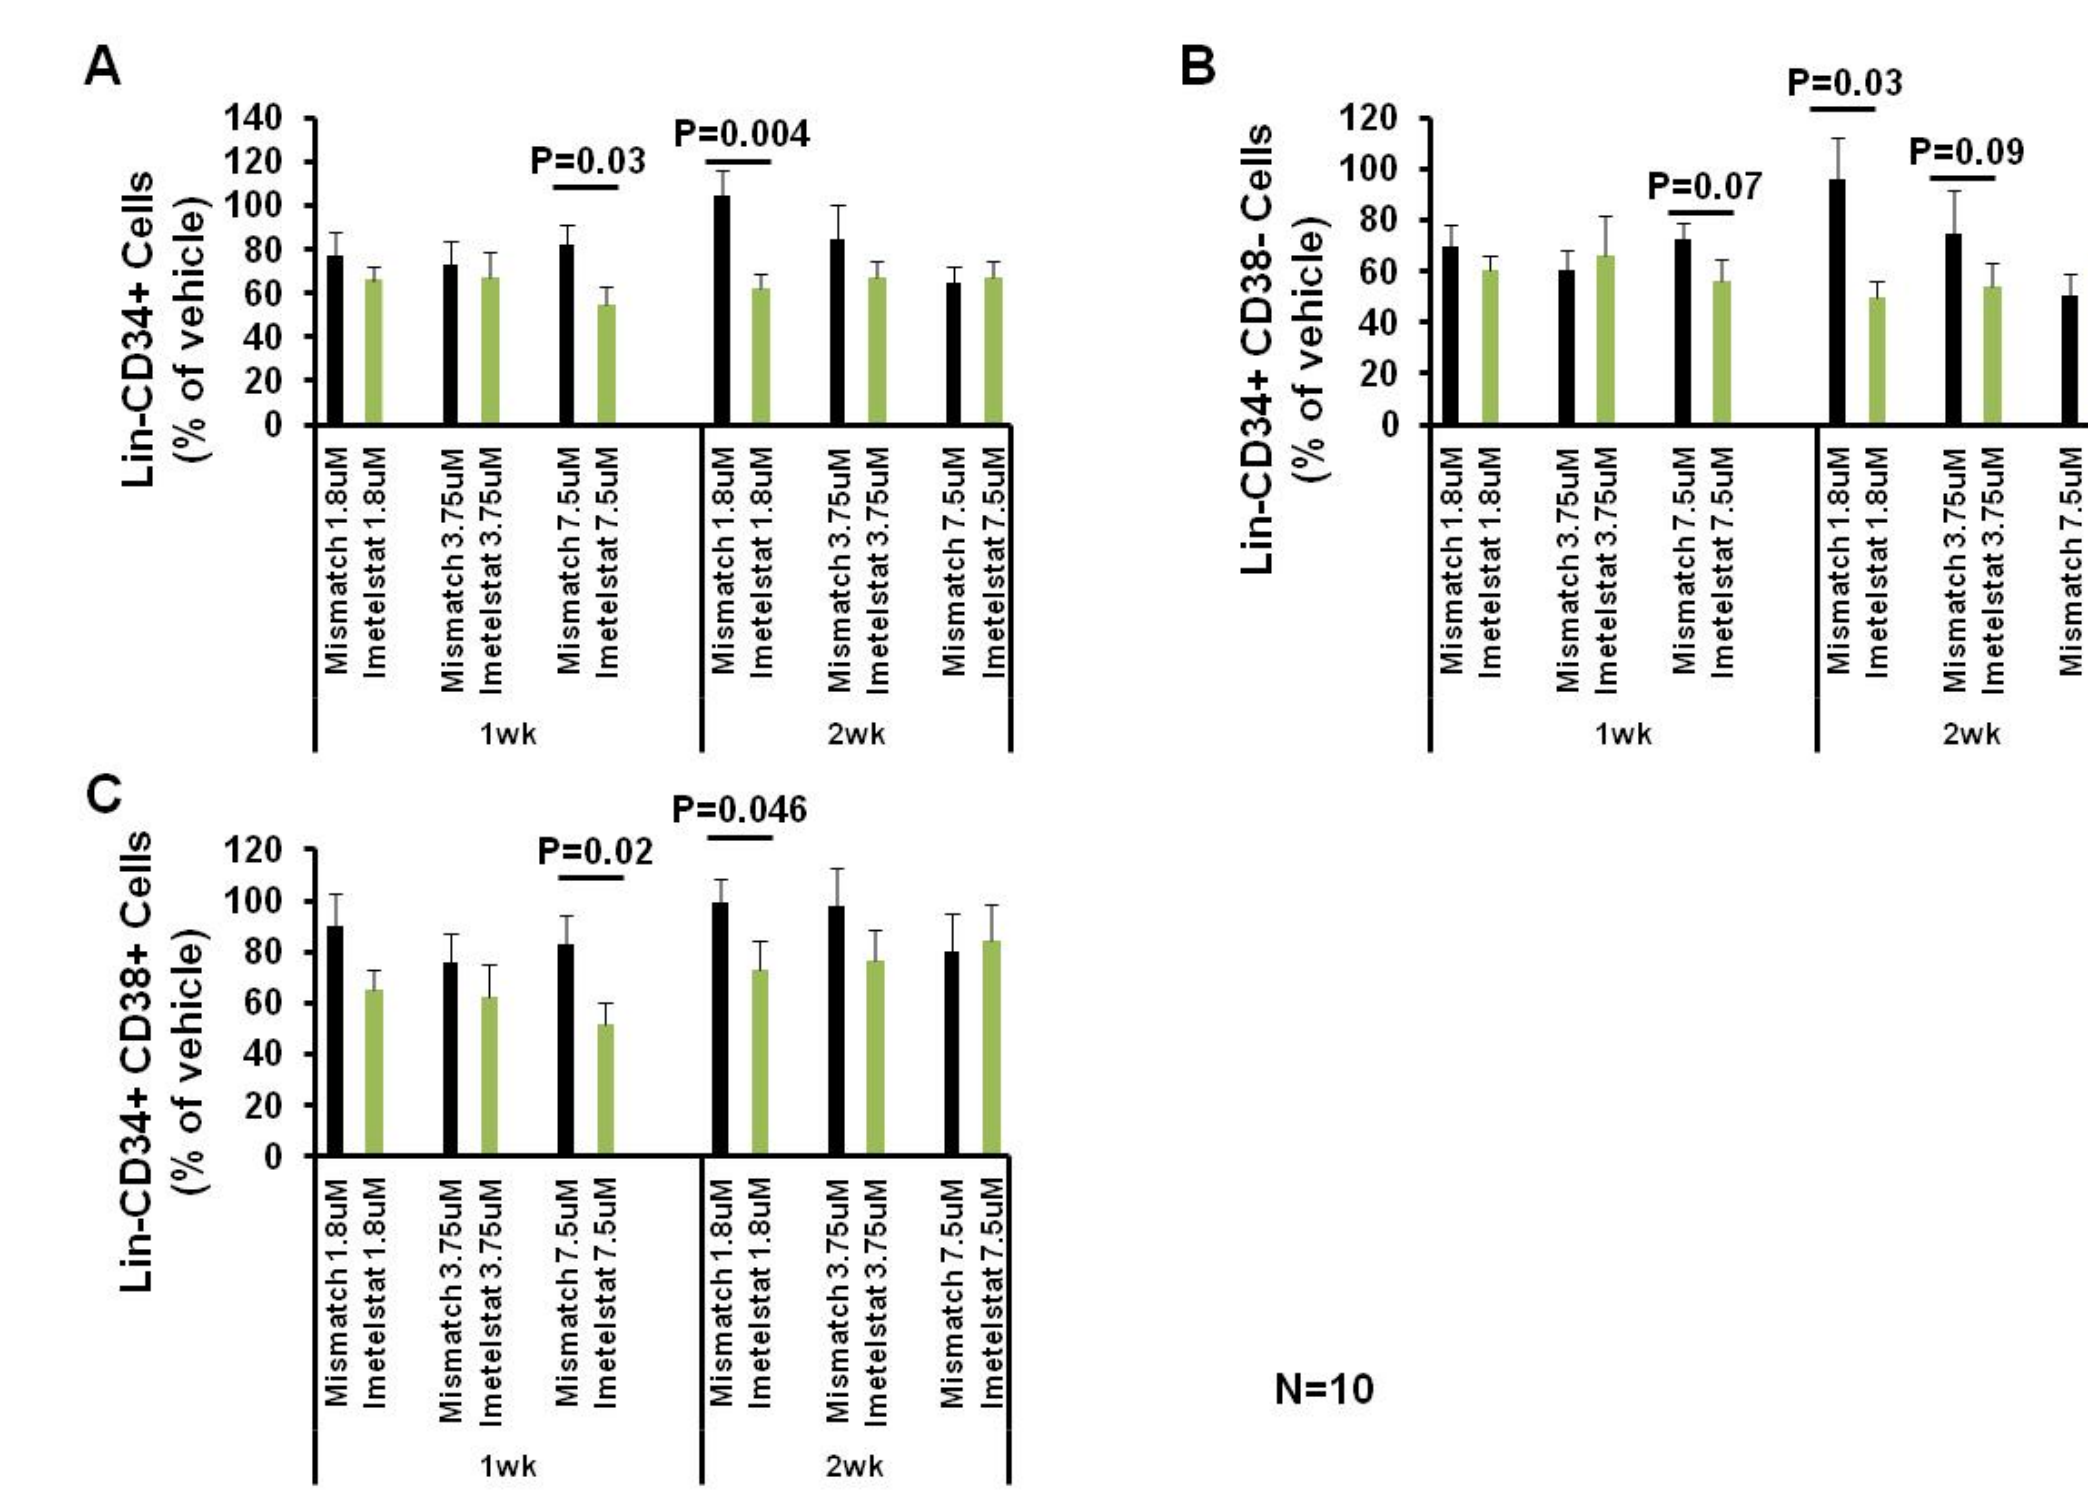 A
Lin-CD34+ Cells
(% of vehicle)
140
120
100
80
60
40
20
0
P=0.03
P=0.004
Mismatch 1.8uM
Imetelstat 1.8uM
Mismatch 3.75uM
Imetelstat 3.75uM
Mismatch 7.5uM
Imetelstat 7.5uM
Mismatch 1.8uM
Imetelstat 1.8uM
Mismatch 3.75uM
Imetelstat 3.75uM
Mismatch 7.5uM
Imetelstat 7.5uM
1wk
2wk
B
Lin-CD34+ CD38- Cells
(% of vehicle)
120
100
80
60
40
20
0
P=0.07
P=0.03
P=0.09
Mismatch 1.8uM
Imetelstat 1.8uM
Mismatch 3.75uM
Imetelstat 3.75uM
Mismatch 7.5uM
Imetelstat 7.5uM
Mismatch 1.8uM
Imetelstat 1.8uM
Mismatch 3.75uM
Imetelstat 3.75uM
Mismatch 7.5uM
1wk
2wk
C
Lin-CD34+ CD38+ Cells
(% of vehicle)
120
100
80
60
40
20
0
P=0.02
P=0.046
Mismatch 1.8uM
Imetelstat 1.8uM
Mismatch 3.75uM
Imetelstat 3.75uM
Mismatch 7.5uM
Imetelstat 7.5uM
Mismatch 1.8uM
Imetelstat 1.8uM
Mismatch 3.75uM
Imetelstat 3.75uM
Mismatch 7.5uM
Imetelstat 7.5uM
1wk
2wk
N=10